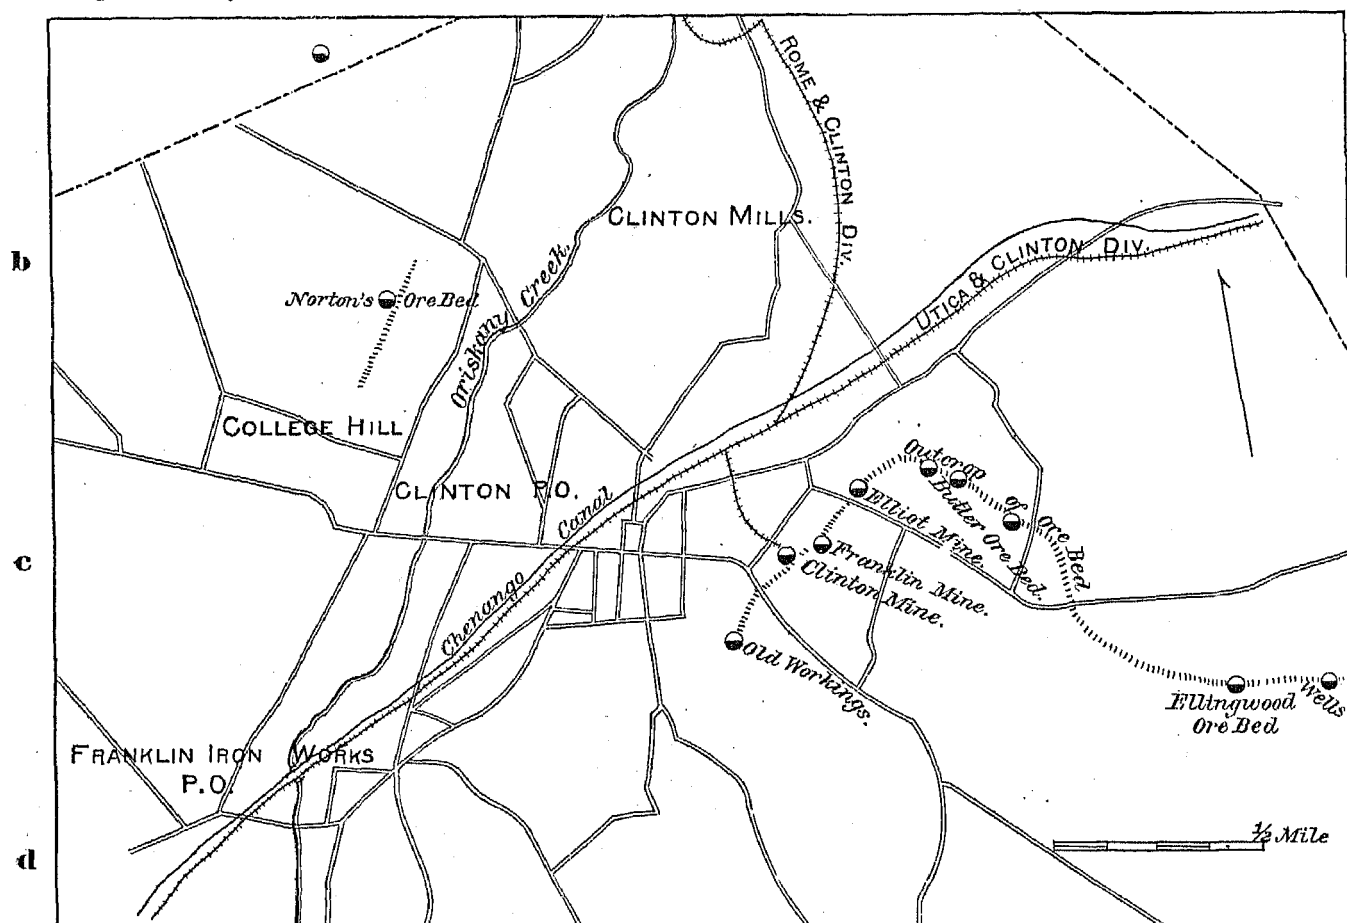 ROME & CLINTON DIV.
CLINTON MILLS.
b
UTICA & CLINTON DIV.
Norton's Ore Bed
Oriskany Creek.
COLLEGE HILL
CLINTON P.O.
Outcrop of Ore Bed
Butler Ore Bed.
Elliot Mine.
c
Chenango Canal
Franklin Mine.
Clinton Mine.
Old Workings.
Ellingwood
Ore Bed
Wells
FRANKLIN IRON WORKS
P.O.
½ Mile
d